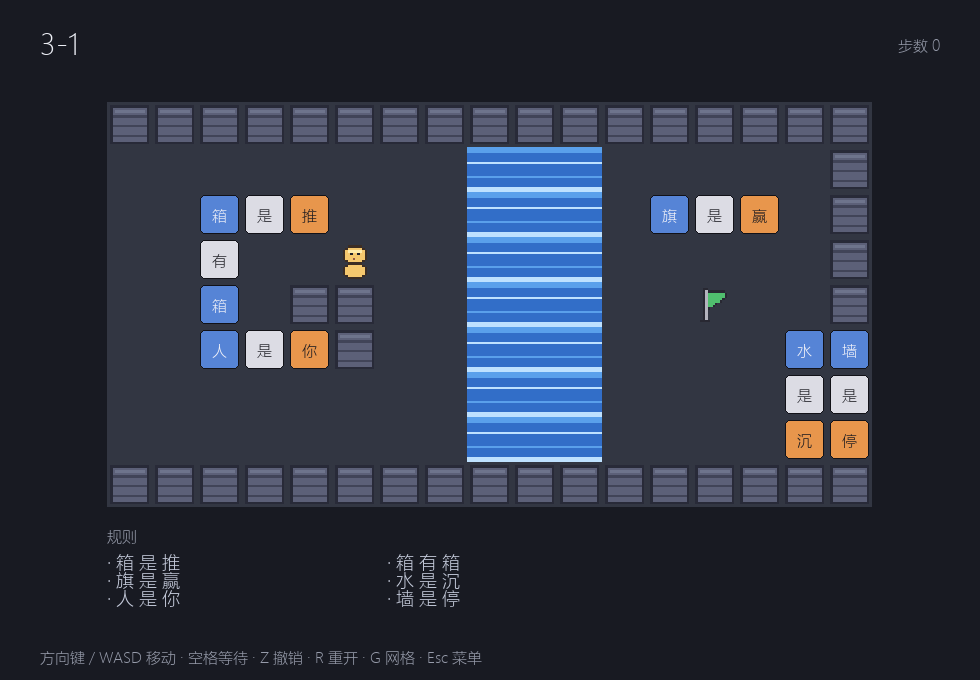 3-1
步数 0
箱 是 推
旗 是 赢
有
箱
人 是 你
水 墙
是 是
沉 停
规则
· 箱 是 推
· 箱 有 箱
· 旗 是 赢
· 水 是 沉
· 人 是 你
· 墙 是 停
方向键 / WASD 移动 · 空格等待 · Z 撤销 · R 重开 · G 网格 · Esc 菜单